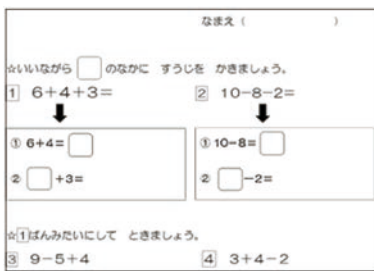 なまえ（　　　　　）
☆いいながら □ のなかに すうじを かきましょう。
1 6+4+3=
2 10-8-2=
① 6+4=□
② □+3=
① 10-8=□
② □-2=
☆1ばんみたいにして ときましょう。
3 9-5+4
4 3+4-2